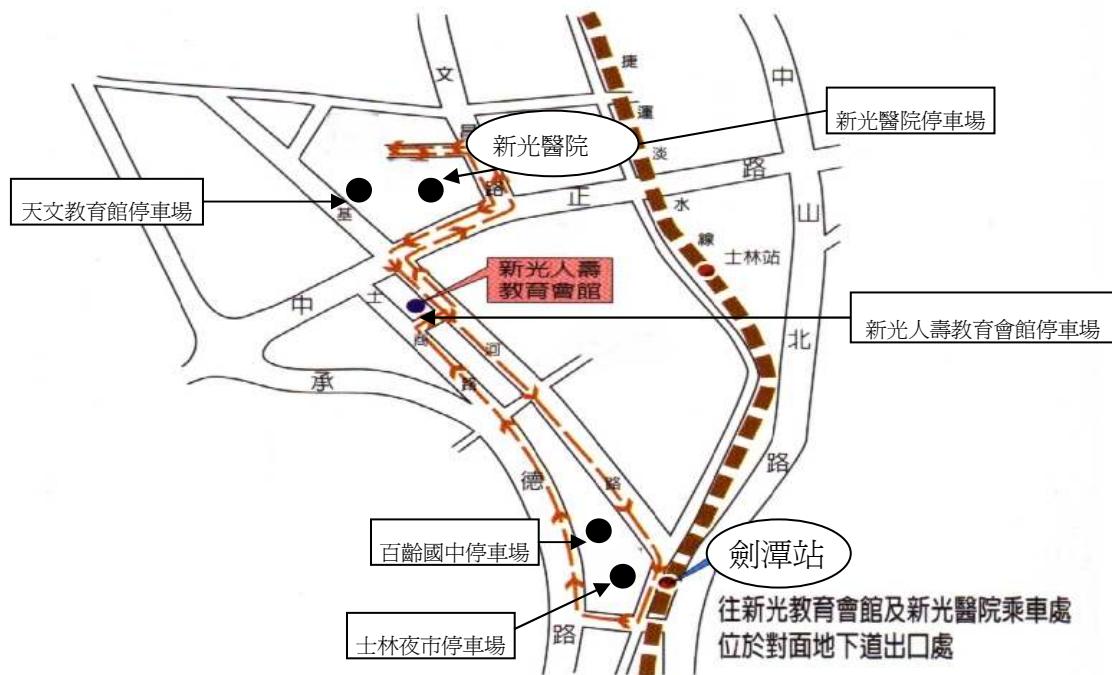 文
昌
路
捷
運
淡
水
線
中
山
北
路
新光醫院停車場
新光醫院
天文教育館停車場
基
河
路
中
正
路
士林站
新光人壽
教育會館
士
商
路
新光人壽教育會館停車場
承
德
路
百齡國中停車場
士林夜市停車場
劍潭站
往新光教育會館及新光醫院乘車處
位於對面地下道出口處